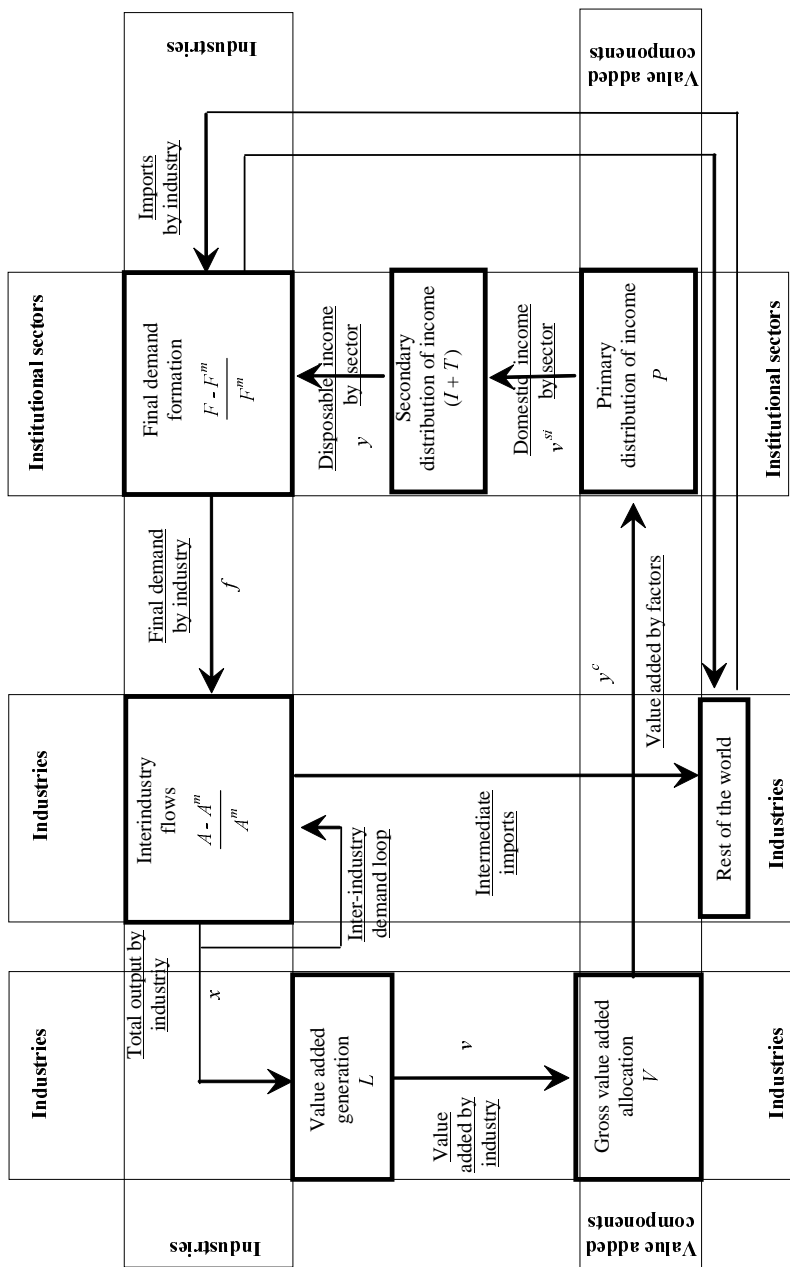 Industries
Industries
Institutional sectors
Industries
Total output by
industriy
x
Interindustry
flows
A - A^m
A^m
Final demand
by industry
f
Final demand
formation
F - F^m
F^m
Imports
by industry
Industries
Inter-industry
demand loop
Value added
generation
L
Disposable income
by sector
y
Secondary
distribution of income
(I + T)
Value
added by
industry
v
Intermediate
imports
Domestic income
by sector
v^si
Value added
components
Gross value added
allocation
V
y^c
Value added by factors
Primary
distribution of income
P
Value added
components
Rest of the world
Industries
Industries
Institutional sectors